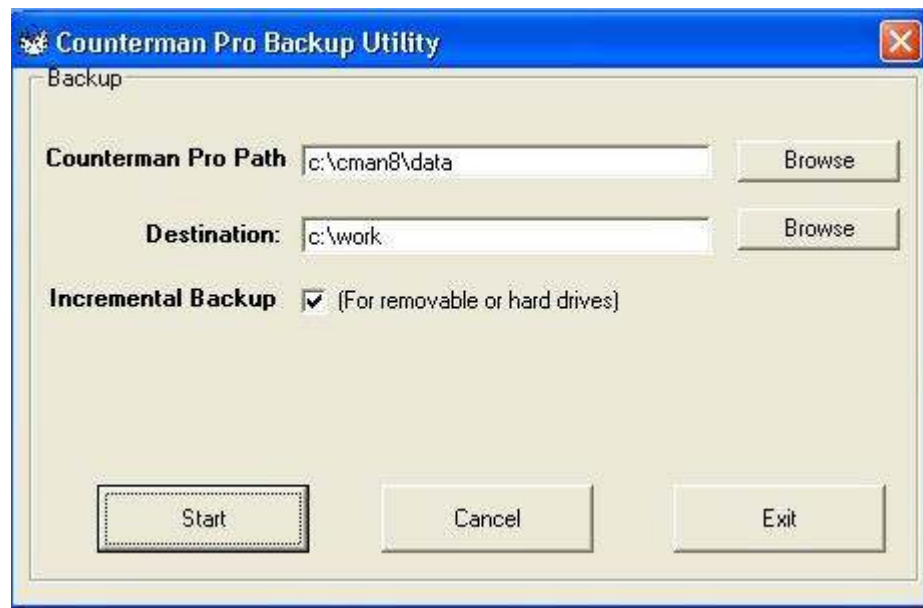 Counterman Pro Backup Utility
Backup
Counterman Pro Path c:\cman8\data Browse
Destination: c:\work Browse
Incremental Backup (For removable or hard drives)
Start Cancel Exit